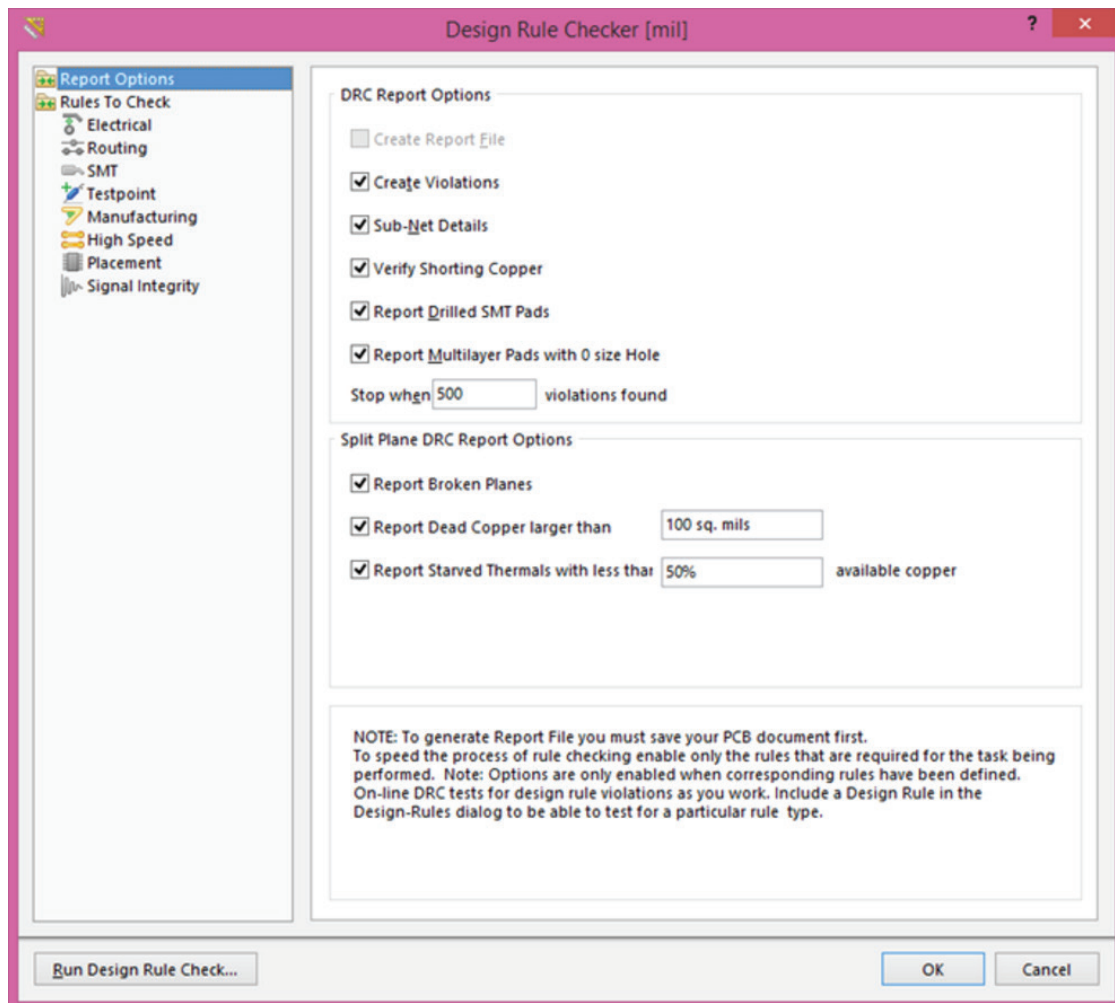 Design Rule Checker [mil]
?
Report Options
Rules To Check
Electrical
Routing
SMT
Testpoint
Manufacturing
High Speed
Placement
Signal Integrity
DRC Report Options
Create Report File
Create Violations
Sub-Net Details
Verify Shorting Copper
Report Drilled SMT Pads
Report Multilayer Pads with 0 size Hole
Stop when 500 violations found
Split Plane DRC Report Options
Report Broken Planes
Report Dead Copper larger than 100 sq. mils
Report Starved Thermals with less thar 50% available copper
NOTE: To generate Report File you must save your PCB document first.
To speed the process of rule checking enable only the rules that are required for the task being
performed. Note: Options are only enabled when corresponding rules have been defined.
On-line DRC tests for design rule violations as you work. Include a Design Rule in the
Design-Rules dialog to be able to test for a particular rule type.
Run Design Rule Check...
OK
Cancel